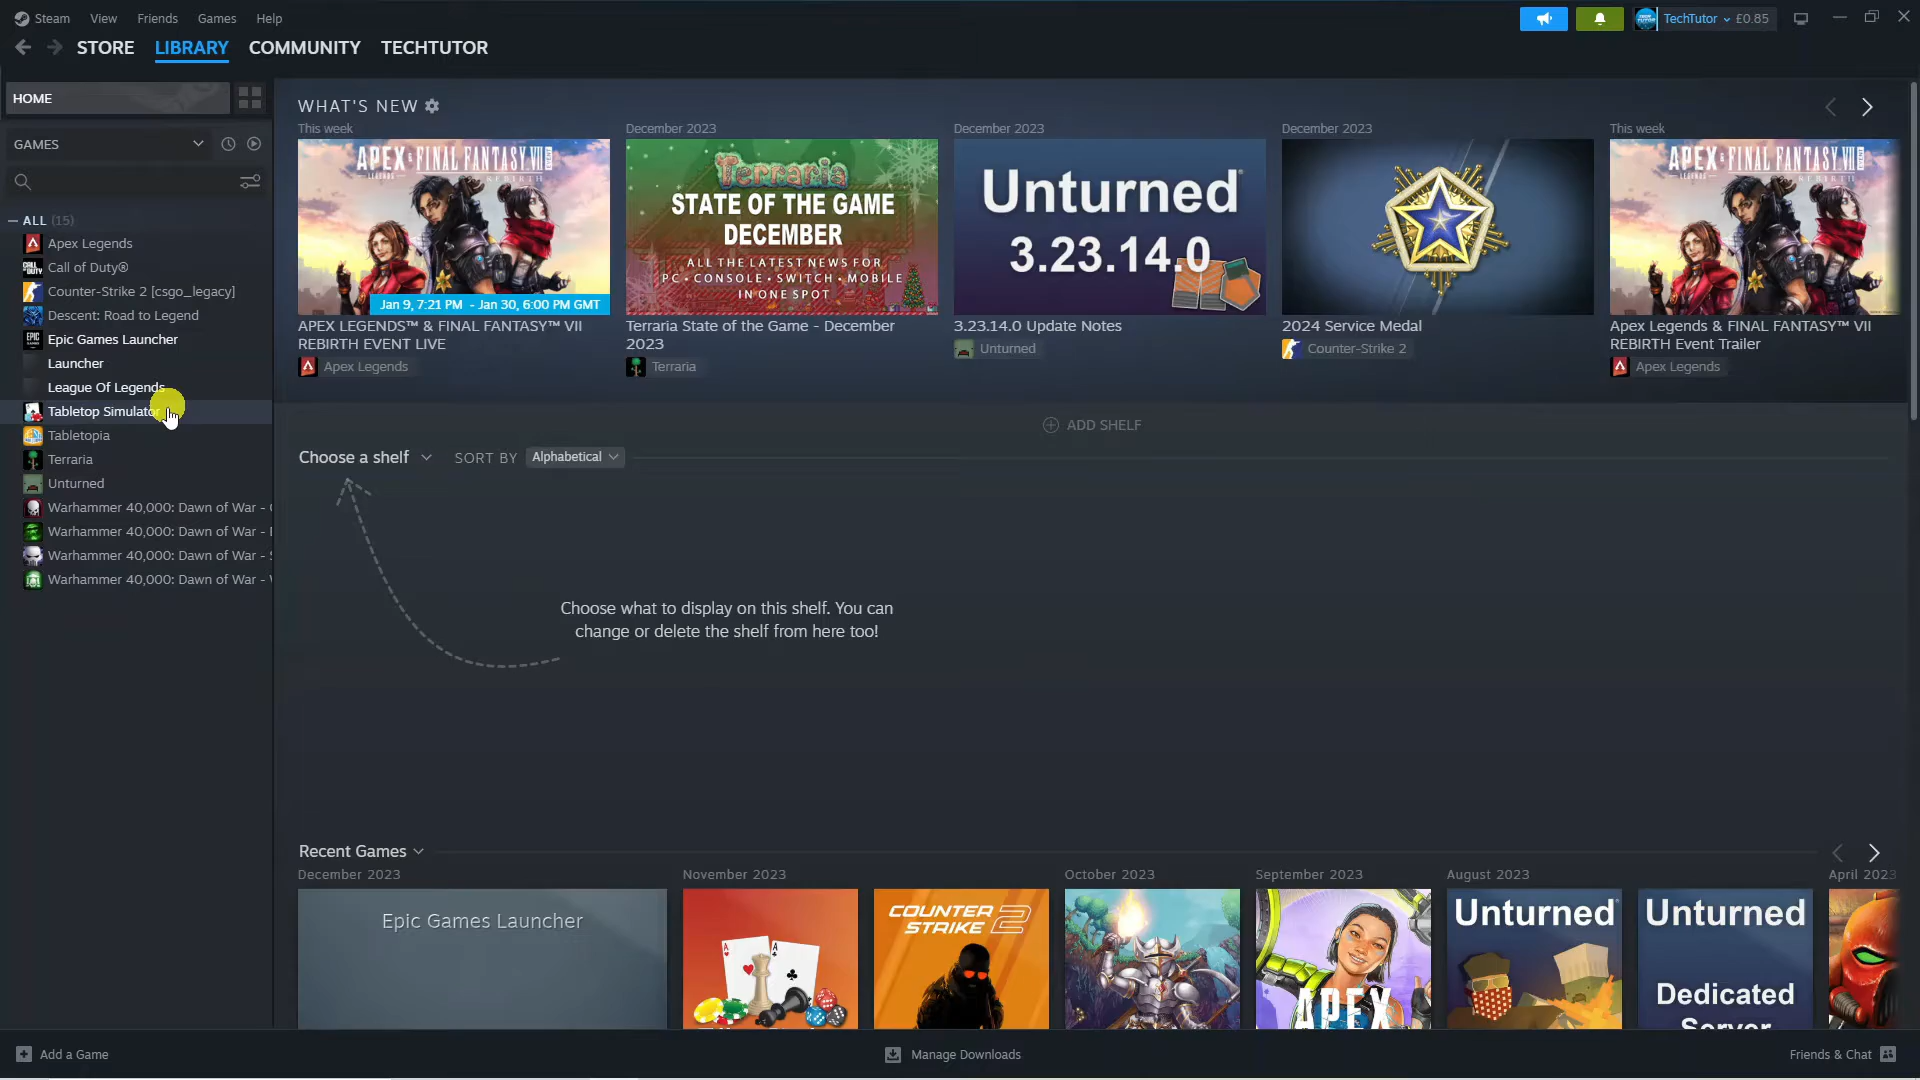 Steam View Friends Games Help
TechTutor £0.85
STORE LIBRARY COMMUNITY TECHTUTOR
HOME
GAMES
ALL (15)
Apex Legends
Call of Duty®
Counter-Strike 2 [csgo_legacy]
Descent: Road to Legend
Epic Games Launcher
Launcher
League Of Legends
Tabletop Simulator
Tabletopia
Terraria
Unturned
Warhammer 40,000: Dawn of War -
Warhammer 40,000: Dawn of War -
Warhammer 40,000: Dawn of War -
Warhammer 40,000: Dawn of War -
WHAT'S NEW
This week
APEX LEGENDS & FINAL FANTASY VII REBIRTH EVENT
Jan 9, 7:21 PM - Jan 30, 6:00 PM GMT
APEX LEGENDS™ & FINAL FANTASY™ VII
REBIRTH EVENT LIVE
Apex Legends
December 2023
Terraria
STATE OF THE GAME
DECEMBER
ALL THE LATEST NEWS FOR
PC • CONSOLE • SWITCH • MOBILE
IN ONE SPOT
Terraria State of the Game - December
2023
Terraria
December 2023
Unturned
3.23.14.0
3.23.14.0 Update Notes
Unturned
December 2023
2024 Service Medal
Counter-Strike 2
This week
APEX LEGENDS & FINAL FANTASY VII REBIRTH EVENT
Apex Legends & FINAL FANTASY™ VII
REBIRTH Event Trailer
Apex Legends
ADD SHELF
Choose a shelf SORT BY Alphabetical
Choose what to display on this shelf. You can
change or delete the shelf from here too!
Recent Games
December 2023
Epic Games Launcher
November 2023
COUNTER
STRIKE 2
October 2023
September 2023
APEX
August 2023
Unturned
Unturned
Dedicated
Server
April 2023
Add a Game
Manage Downloads
Friends & Chat